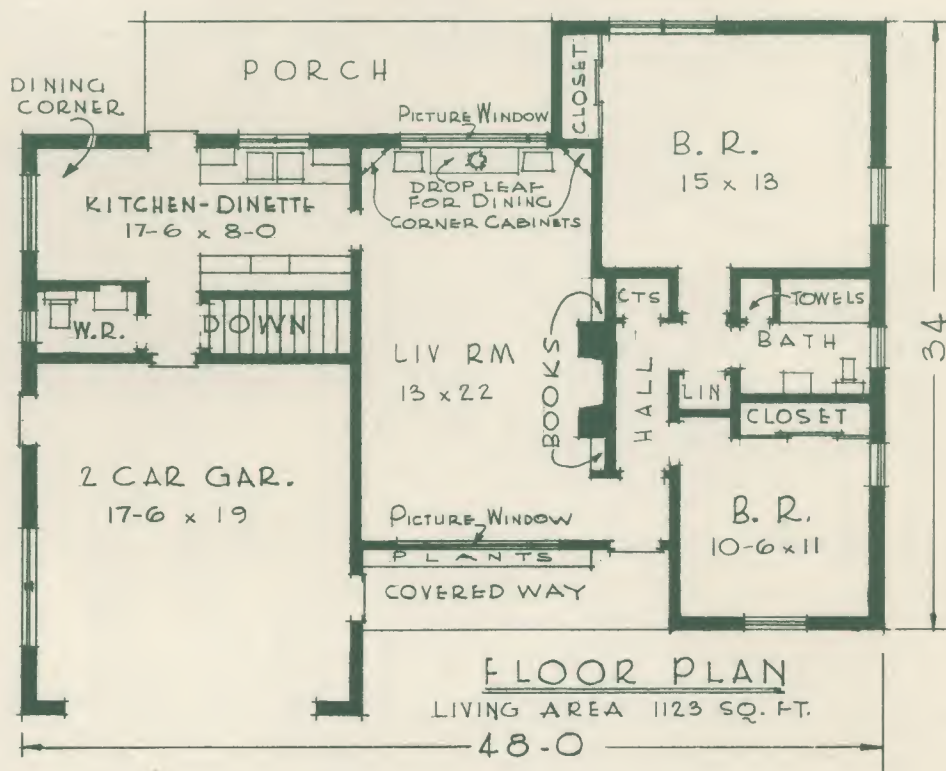 PORCH
DINING
CORNER
PICTURE WINDOW
CLOSET
B. R.
15 x 13
KITCHEN-DINETTE
17-6 x 8-0
DROP LEAF
FOR DINING
CORNER CABINETS
W.R.
DOWN
CTS
TOWELS
BATH
LIV RM
13 x 22
BOOKS
HALL
LIN
CLOSET
34
2 CAR GAR.
17-6 x 19
B. R.
10-6 x 11
PICTURE WINDOW
PLANTS
COVERED WAY
FLOOR PLAN
LIVING AREA 1123 SQ. FT.
48-0